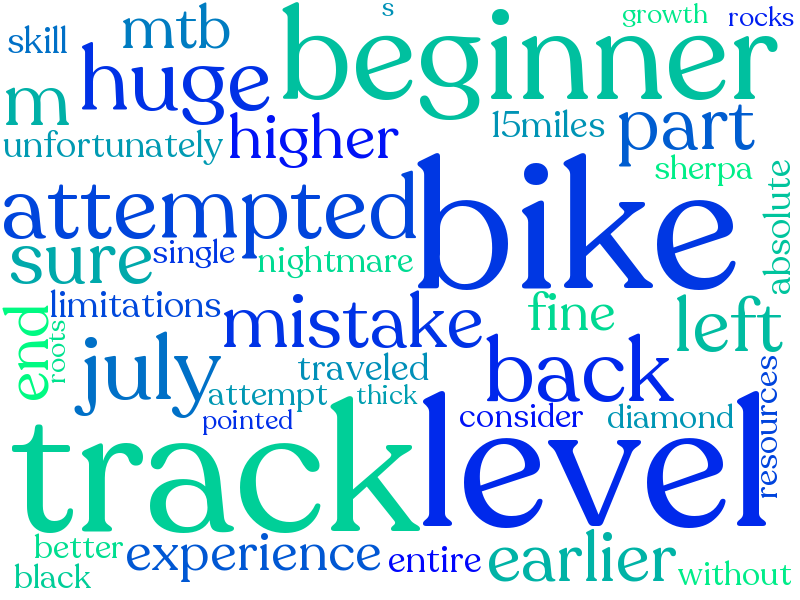 s
growth
rocks
skill
mtb
beginner
huge
m
15miles
part
unfortunately
higher
sherpa
absolute
attempted
bike
sure
single
nightmare
limitations
end
roots
mistake
fine
left
july
traveled
back
attempt
thick
resources
pointed
consider
diamond
track
level
better
experience
entire
earlier
black
without